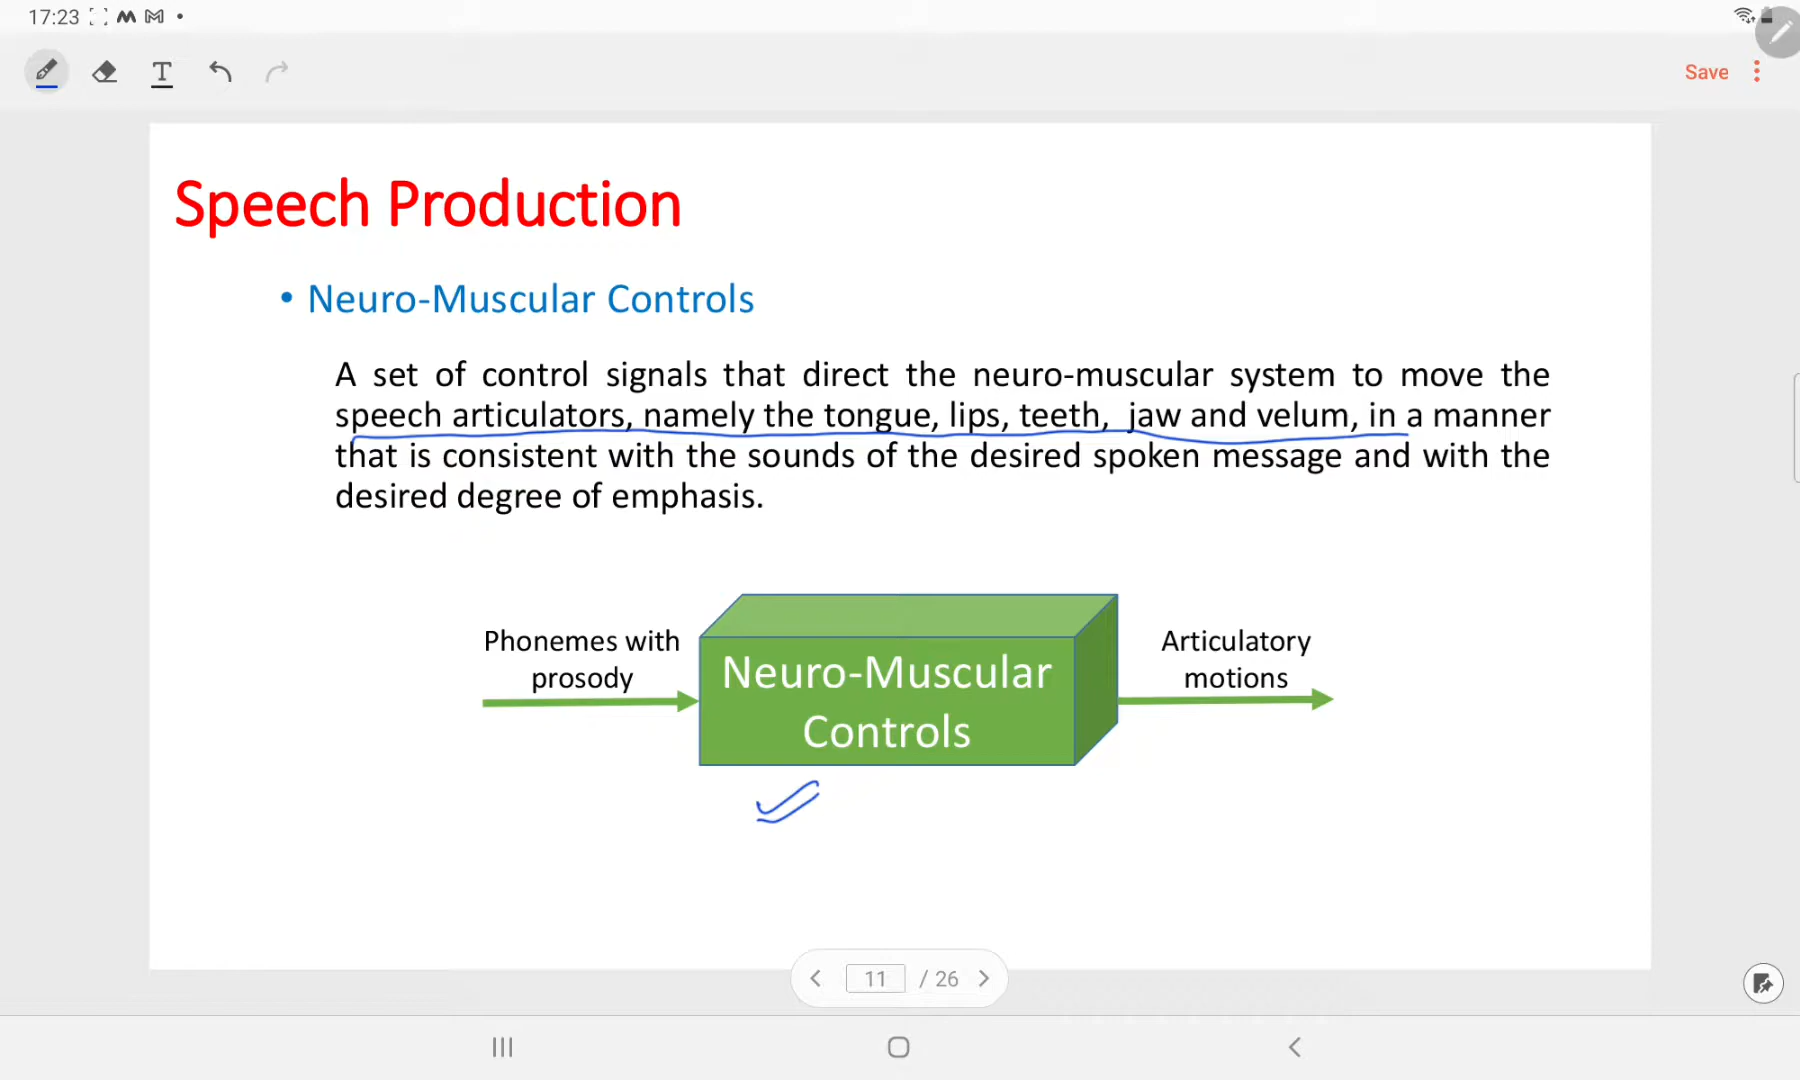 17:23
Save
Speech Production
• Neuro-Muscular Controls
A set of control signals that direct the neuro-muscular system to move the
speech articulators, namely the tongue, lips, teeth, jaw and velum, in a manner
that is consistent with the sounds of the desired spoken message and with the
desired degree of emphasis.
Phonemes with
prosody
Neuro-Muscular
Controls
Articulatory
motions
11 / 26